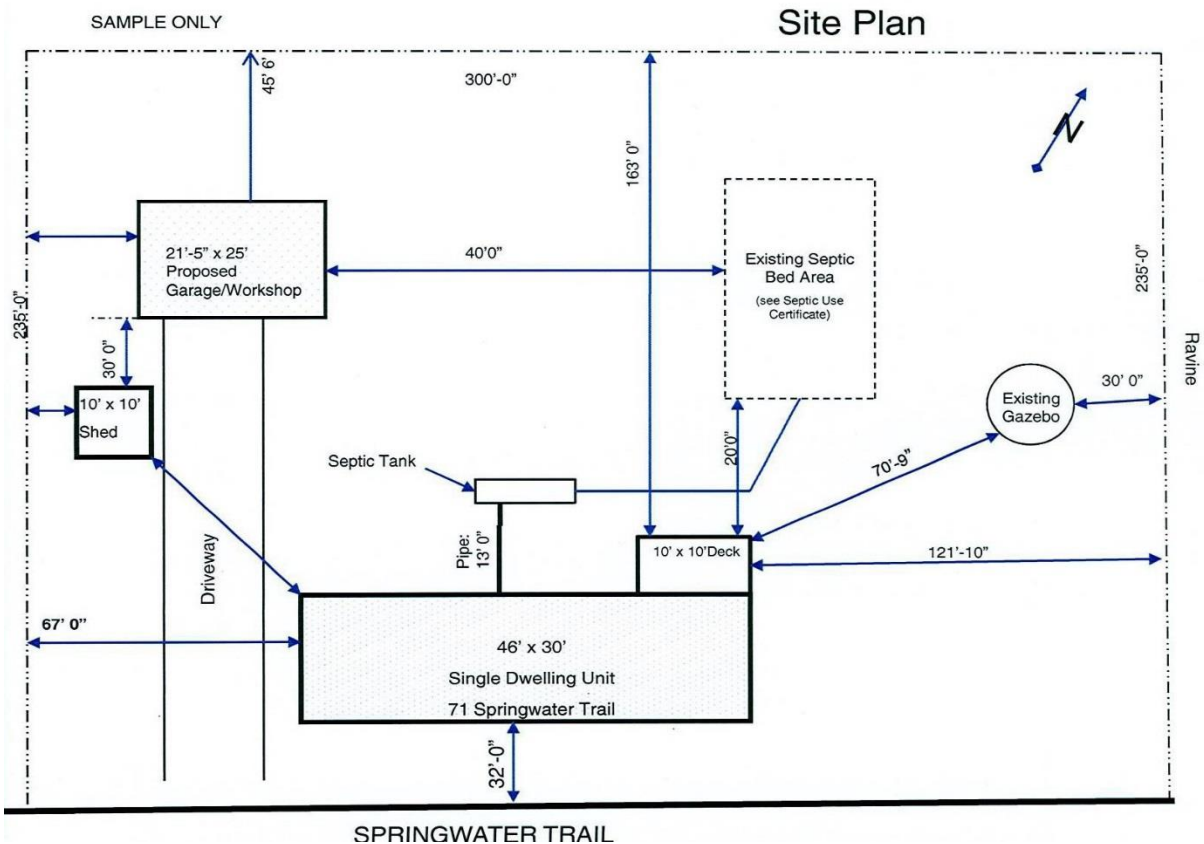 SAMPLE ONLY
Site Plan
45' 6'
300'-0"
163' 0"
N
21'-5" x 25'
Proposed
Garage/Workshop
40'0"
Existing Septic
Bed Area
(see Septic Use
Certificate)
235'-0"
235'-0"
Ravine
30' 0"
10' x 10'
Shed
Existing
Gazebo
30' 0"
20'0"
70'-9"
Septic Tank
Pipe:
13' 0"
10' x 10'Deck
121'-10"
Driveway
67' 0"
46' x 30'
Single Dwelling Unit
71 Springwater Trail
32'-0"
SPRINGWATER TRAIL